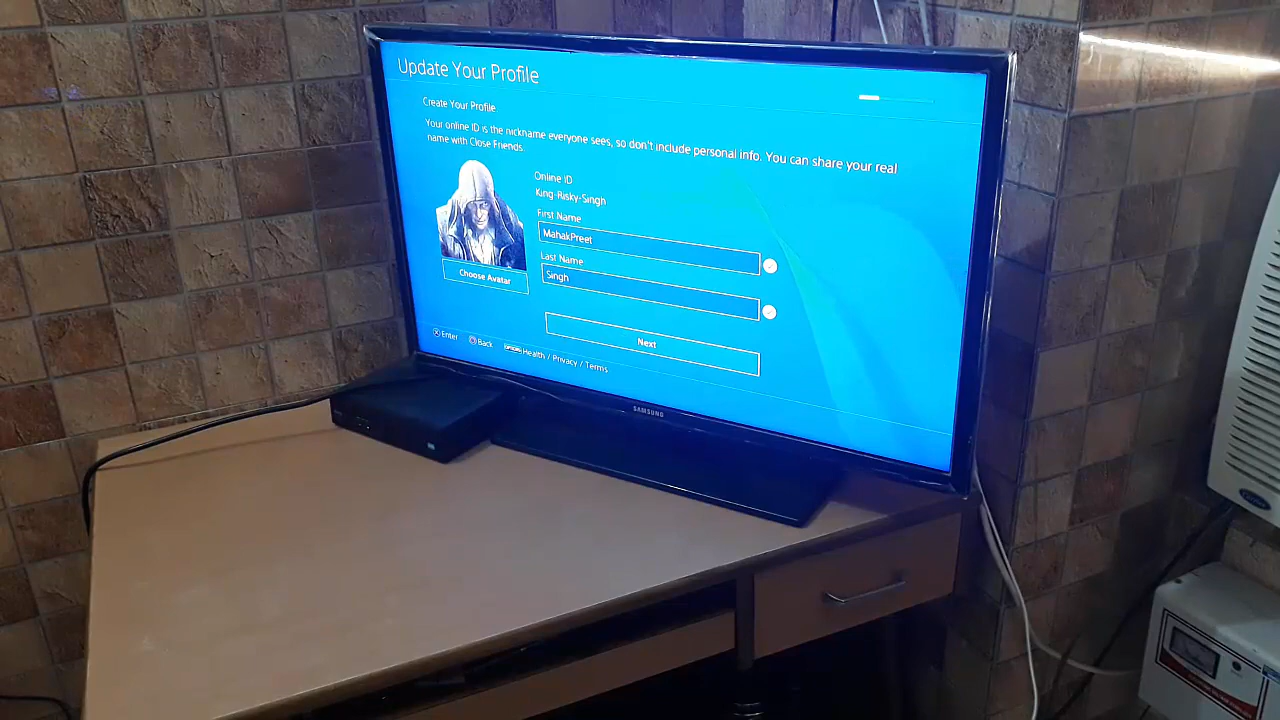 Update Your Profile
Create Your Profile
Your online ID is the nickname everyone sees, so don't include personal info. You can share your real
name with Close Friends.
Online ID
King-Risky-Singh
First Name
MahakPreet
Last Name
Singh
Choose Avatar
Next
Enter
Back
OPTIONS Health / Privacy / Terms
SAMSUNG